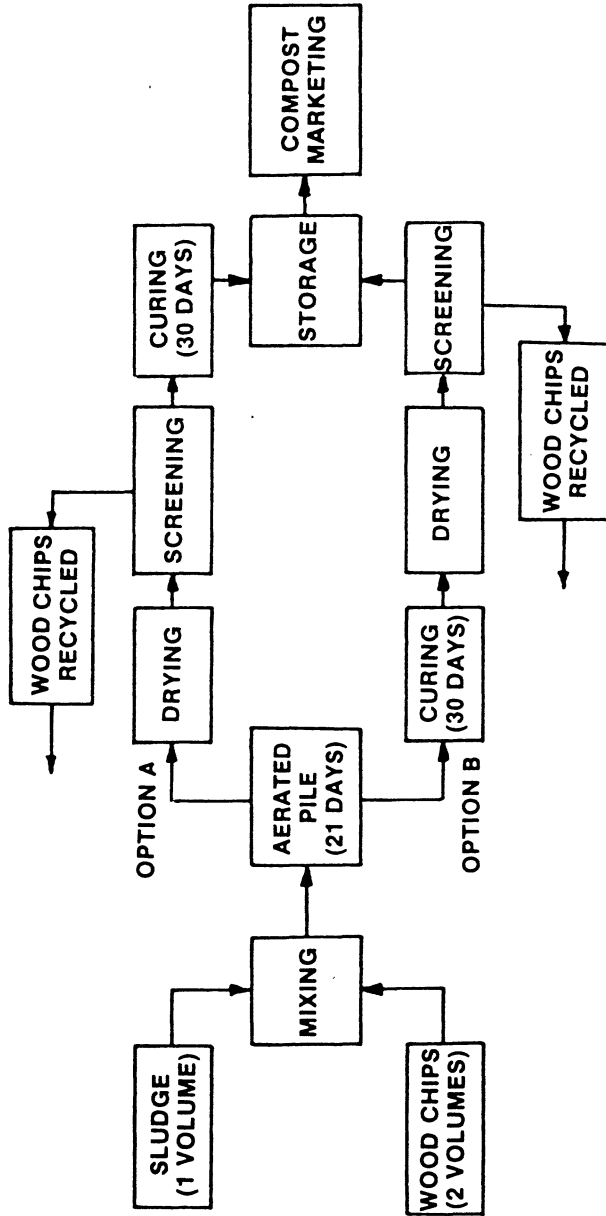 SLUDGE
(1 VOLUME)
WOOD CHIPS
(2 VOLUMES)
MIXING
AERATED
PILE
(21 DAYS)
OPTION A
DRYING
SCREENING
WOOD CHIPS
RECYCLED
CURING
(30 DAYS)
OPTION B
CURING
(30 DAYS)
DRYING
SCREENING
WOOD CHIPS
RECYCLED
STORAGE
COMPOST
MARKETING